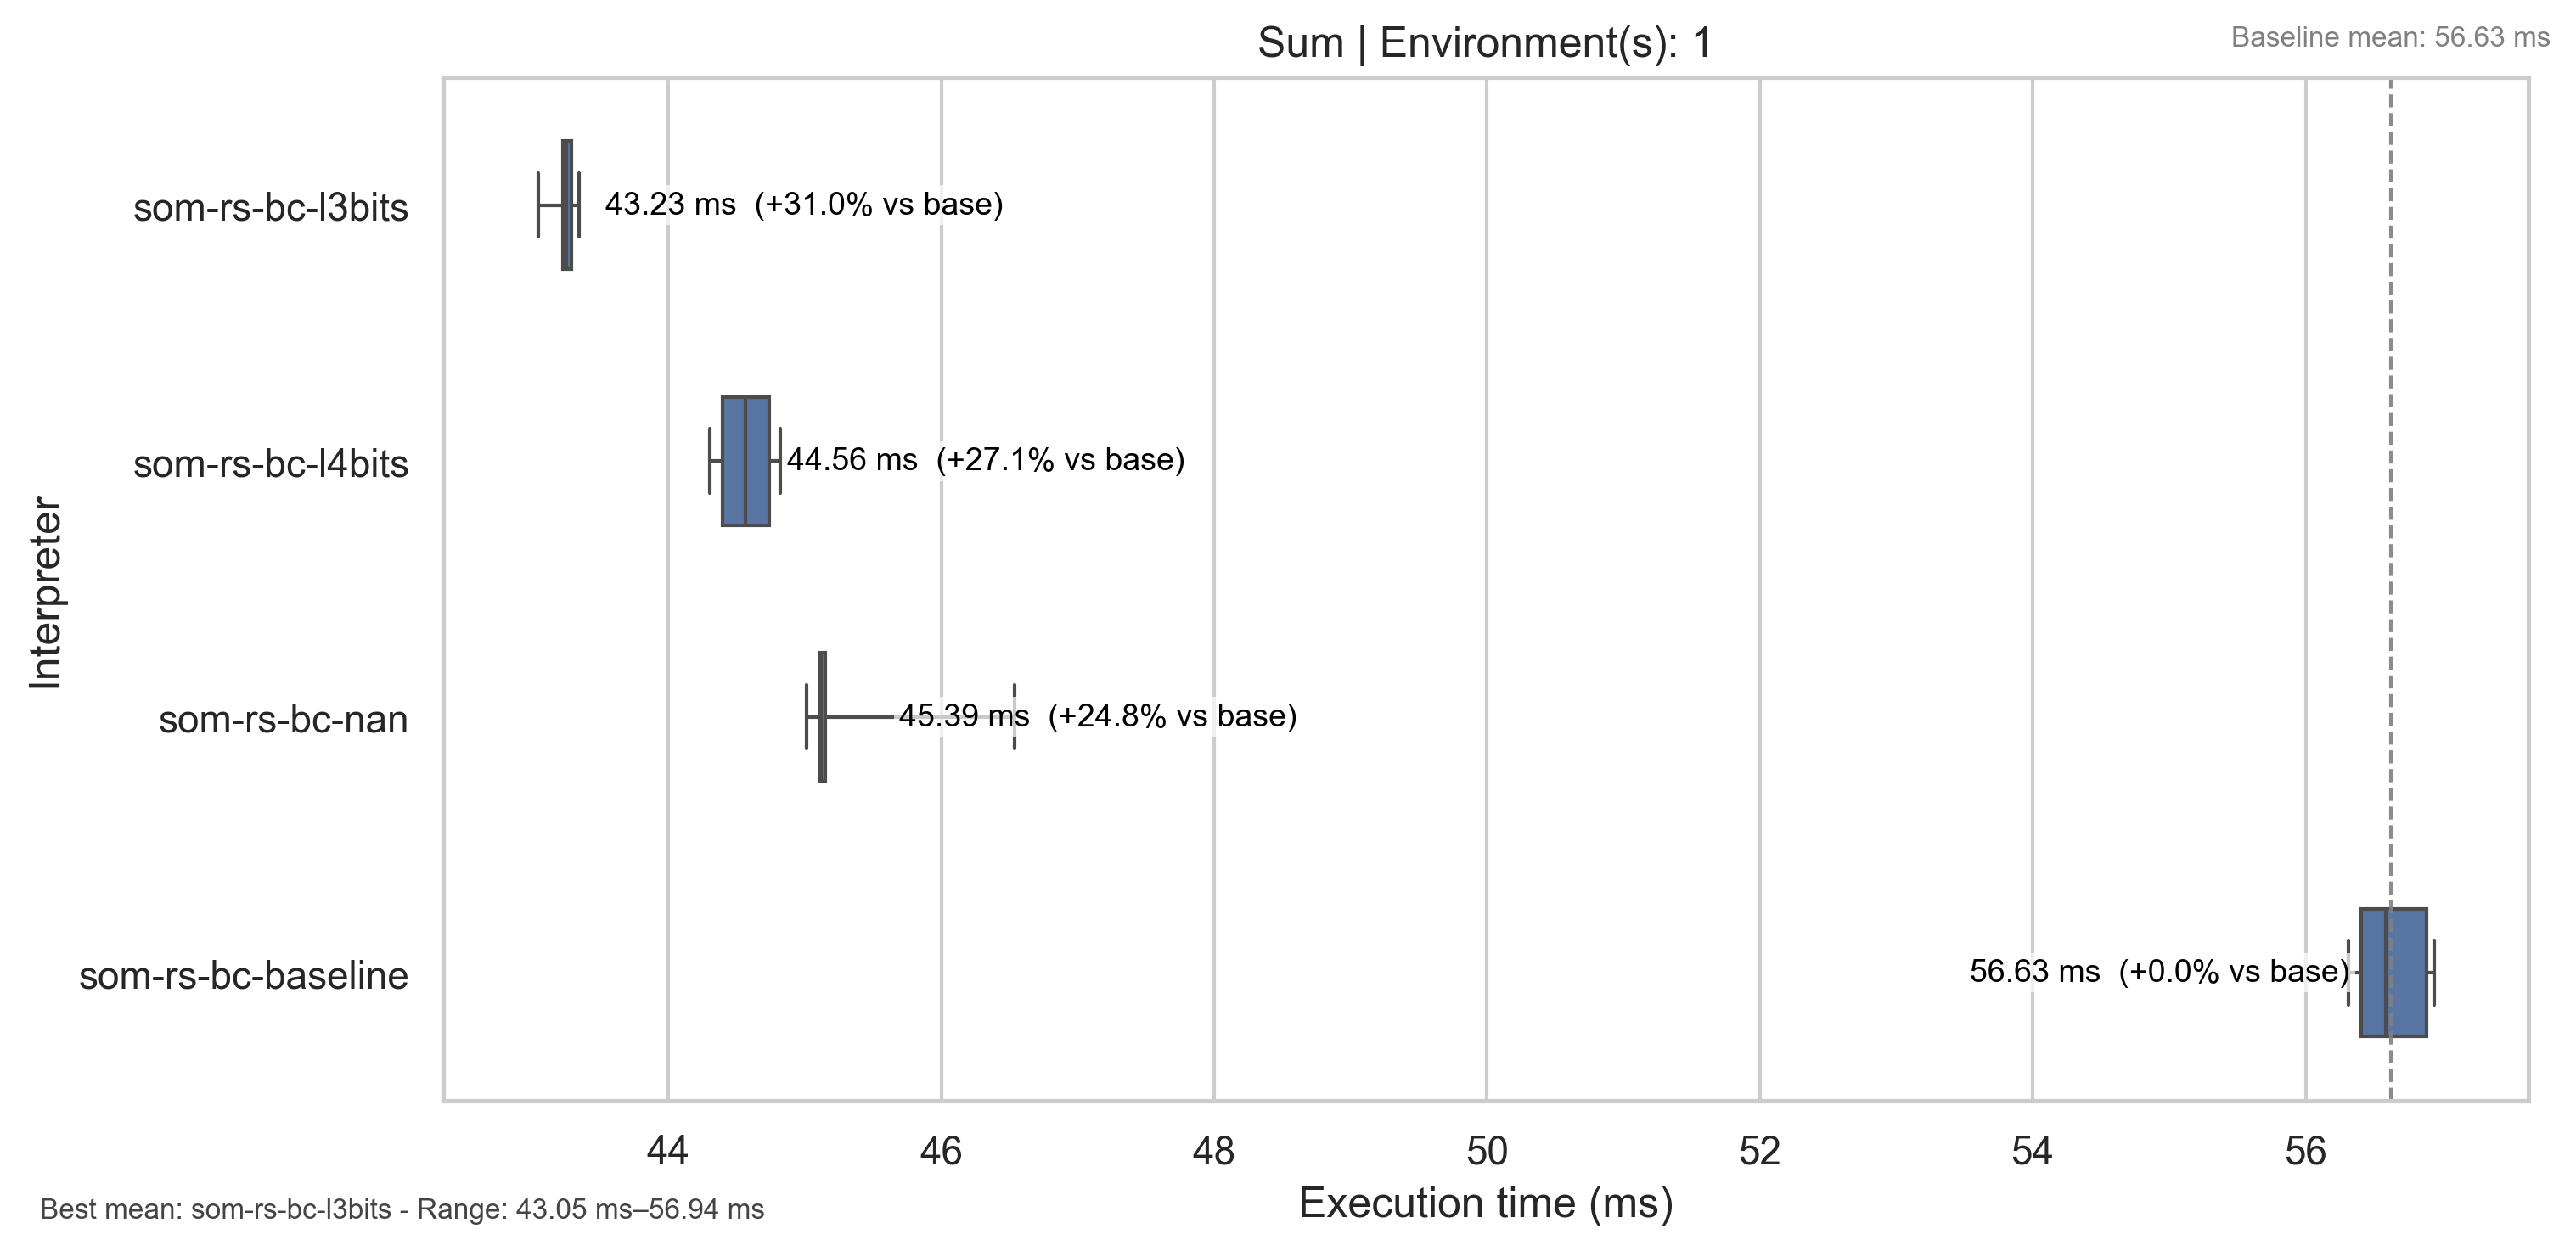 Sum | Environment(s): 1
Baseline mean: 56.63 ms
Interpreter
som-rs-bc-l3bits
43.23 ms (+31.0% vs base)
som-rs-bc-l4bits
44.56 ms (+27.1% vs base)
som-rs-bc-nan
45.39 ms (+24.8% vs base)
som-rs-bc-baseline
56.63 ms (+0.0% vs base)
44 46 48 50 52 54 56
Execution time (ms)
Best mean: som-rs-bc-l3bits - Range: 43.05 ms–56.94 ms